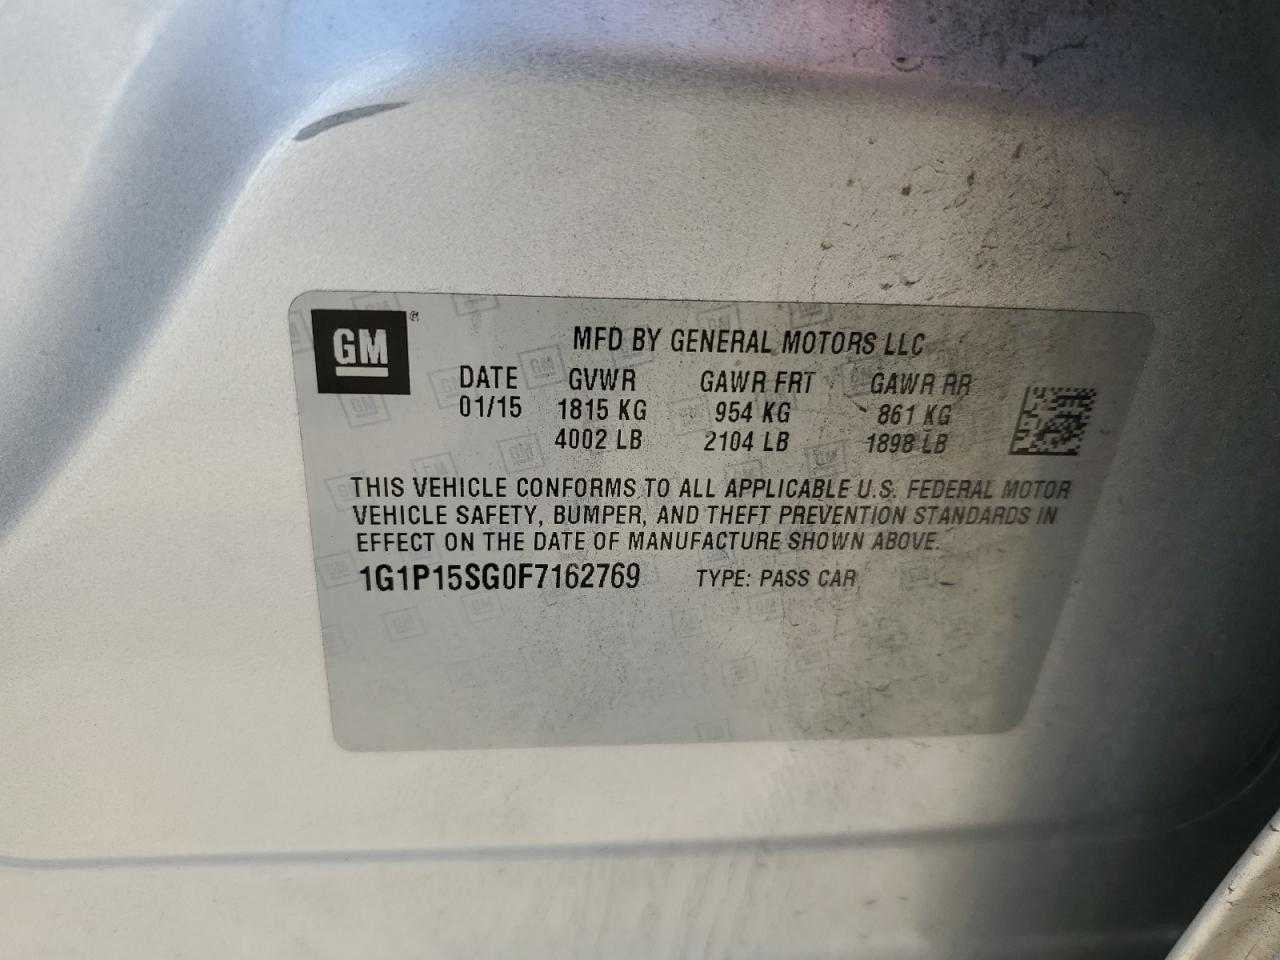 GM
MFD BY GENERAL MOTORS LLC
DATE GVWR GAWR FRT GAWR RR
01/15 1815 KG 954 KG 861 KG
4002 LB 2104 LB 1898 LB
THIS VEHICLE CONFORMS TO ALL APPLICABLE U.S. FEDERAL MOTOR
VEHICLE SAFETY, BUMPER, AND THEFT PREVENTION STANDARDS IN
EFFECT ON THE DATE OF MANUFACTURE SHOWN ABOVE.
1G1P15SG0F7162769 TYPE: PASS CAR